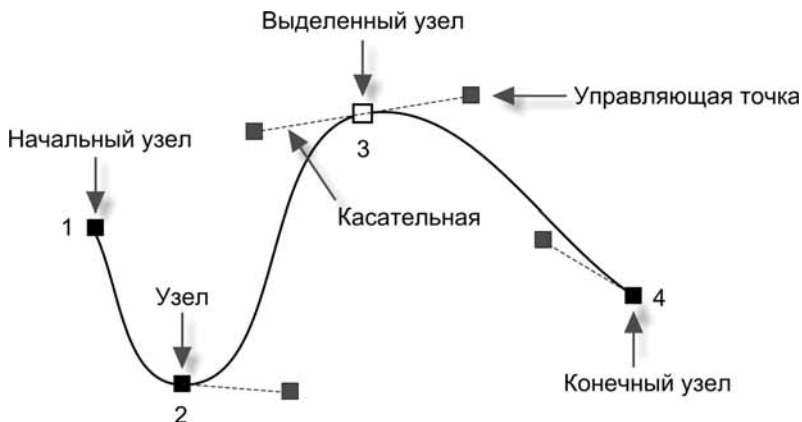 Выделенный узел
Управляющая точка
Начальный узел
3
Касательная
1
Узел
4
Конечный узел
2